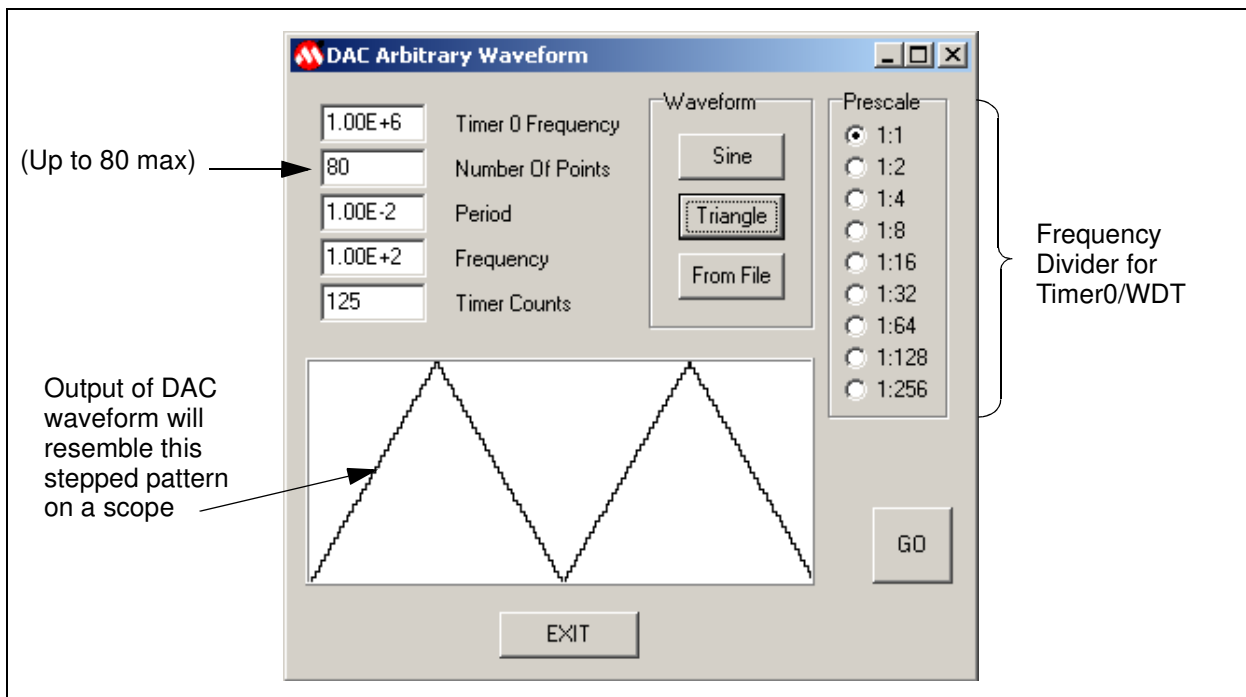 DAC Arbitrary Waveform
(Up to 80 max)
1.00E+6 Timer 0 Frequency
80 Number Of Points
1.00E-2 Period
1.00E+2 Frequency
125 Timer Counts
Waveform
Sine
Triangle
From File
Prescale
1:1
1:2
1:4
1:8
1:16
1:32
1:64
1:128
1:256
Frequency
Divider for
Timer0/WDT
Output of DAC
waveform will
resemble this
stepped pattern
on a scope
GO
EXIT